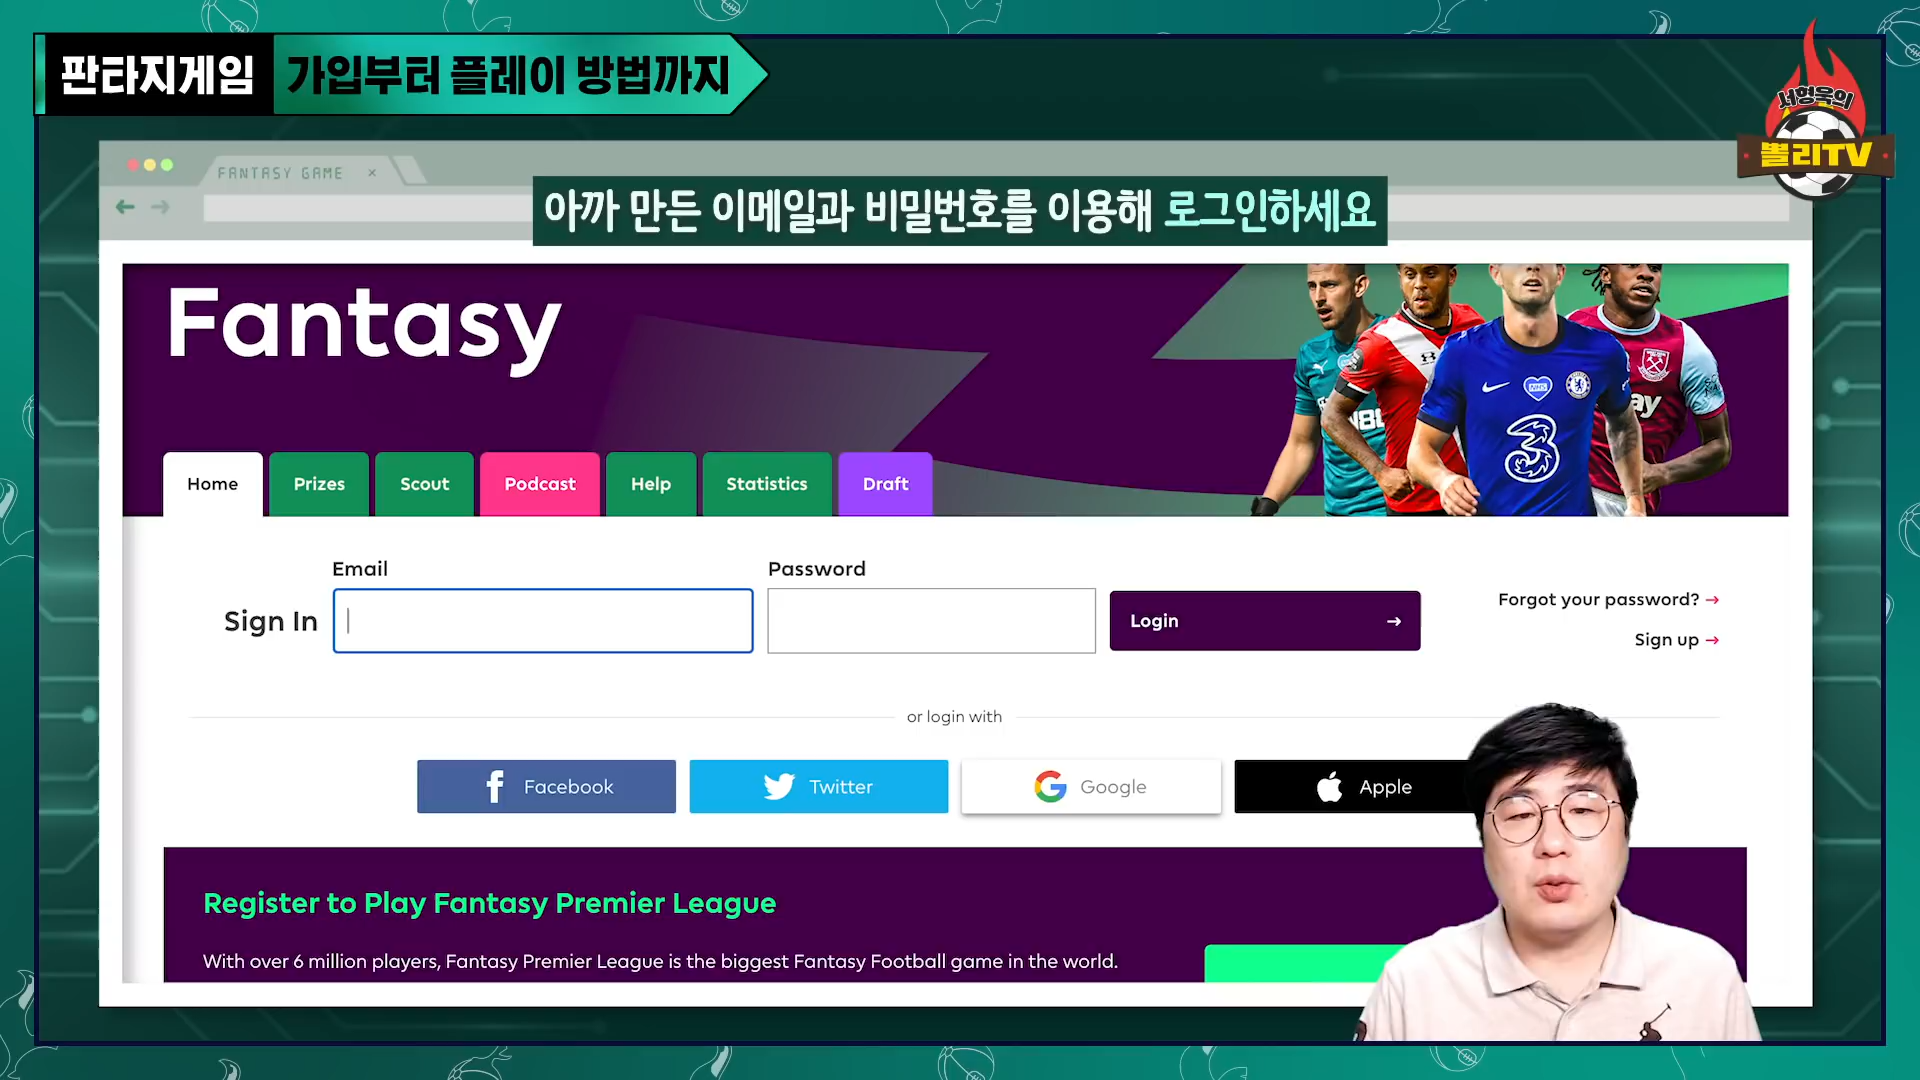 판타지게임 가입부터 플레이 방법까지
서형욱의
뽈리TV
FANTASY GAME ×
아까 만든 이메일과 비밀번호를 이용해 로그인하세요
Fantasy
Home Prizes Scout Podcast Help Statistics Draft
Email Password
Sign In Login → Forgot your password? →
Sign up →
or login with
Facebook Twitter Google Apple
Register to Play Fantasy Premier League
With over 6 million players, Fantasy Premier League is the biggest Fantasy Football game in the world.
NHS
3